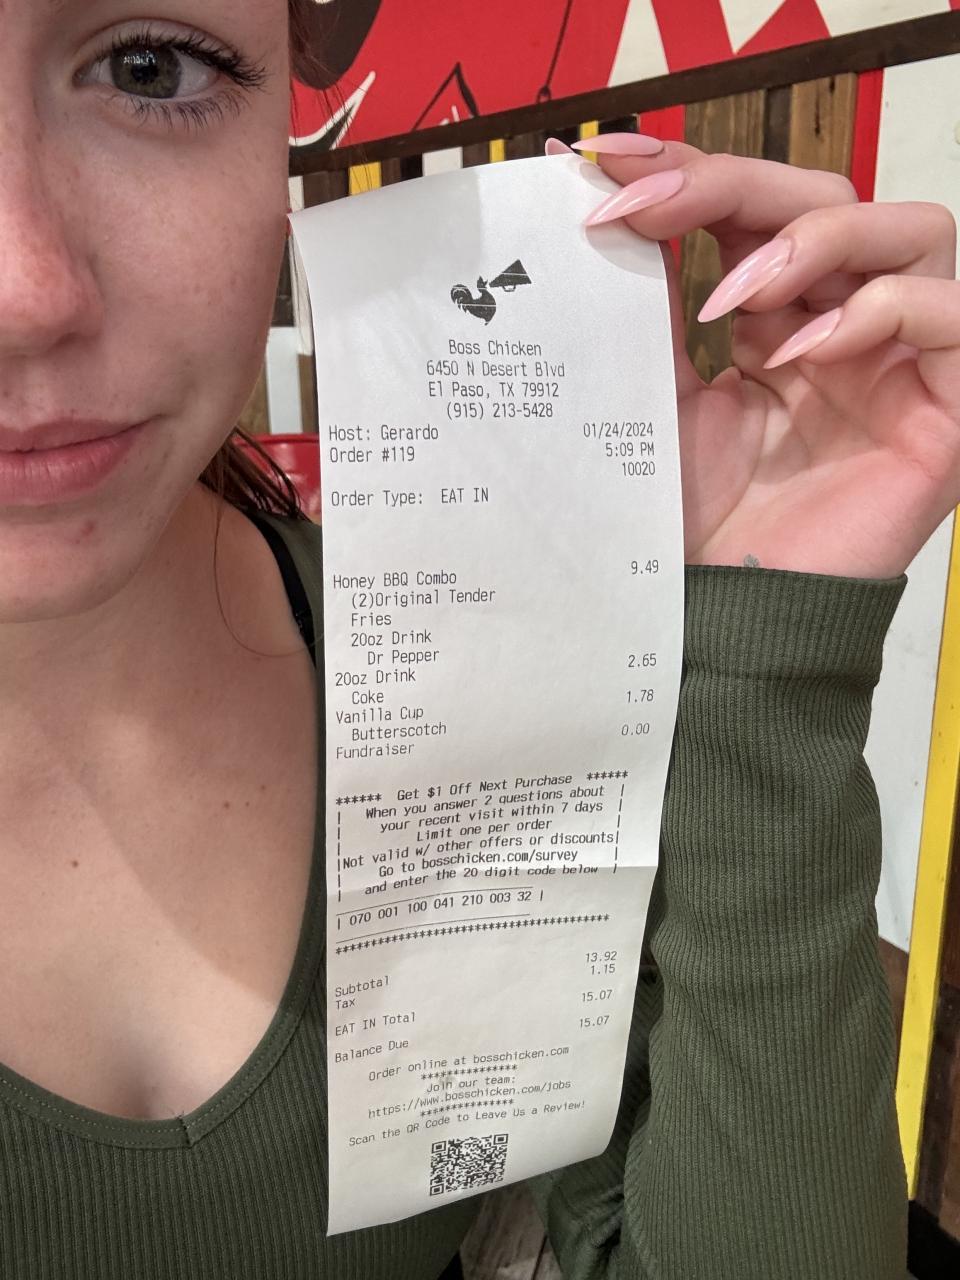 Boss Chicken
6450 N Desert Blvd
El Paso, TX 79912
(915) 213-5428
Host: Gerardo 01/24/2024
Order #119 5:09 PM
10020
Order Type: EAT IN
Honey BBQ Combo 9.49
(2)Original Tender
Fries
20oz Drink
Dr Pepper
20oz Drink 2.65
Coke
Vanilla Cup 1.78
Butterscotch
Fundraiser 0.00
****** Get $1 Off Next Purchase ******
| When you answer 2 questions about |
| your recent visit within 7 days |
| Limit one per order |
|Not valid w/ other offers or discounts|
| Go to bosschicken.com/survey |
| and enter the 20 digit code below |
| 070 001 100 041 210 003 32 |
****************************************
Subtotal 13.92
Tax 1.15
EAT IN Total 15.07
Balance Due 15.07
Order online at bosschicken.com
***************
Join our team:
https://www.bosschicken.com/jobs
***************
Scan the QR Code to Leave Us a Review!